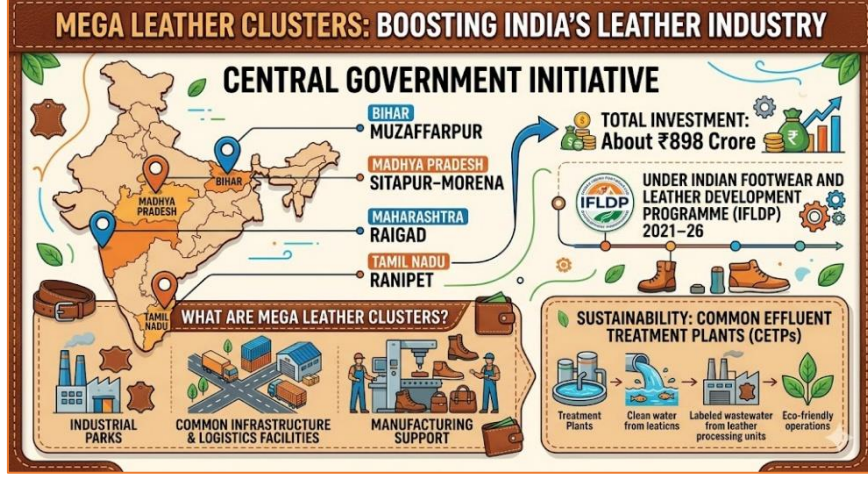 MEGA LEATHER CLUSTERS: BOOSTING INDIA'S LEATHER INDUSTRY
CENTRAL GOVERNMENT INITIATIVE
BIHAR
MUZAFFARPUR
MADHYA PRADESH
SITAPUR-MORENA
MAHARASHTRA
RAIGAD
TAMIL NADU
RANIPET
BIHAR
MADHYA
PRADESH
TAMIL
NADU
TOTAL INVESTMENT:
About ₹898 Crore
IFLDP
UNDER INDIAN FOOTWEAR AND
LEATHER DEVELOPMENT
PROGRAMME (IFLDP)
2021–26
WHAT ARE MEGA LEATHER CLUSTERS?
INDUSTRIAL
PARKS
COMMON INFRASTRUCTURE
& LOGISTICS FACILITIES
MANUFACTURING
SUPPORT
SUSTAINABILITY: COMMON EFFLUENT
TREATMENT PLANTS (CETPs)
Treatment
Plants
Clean water
from leations
Labeled wastewater
from leather
processing units
Eco-friendly
operations